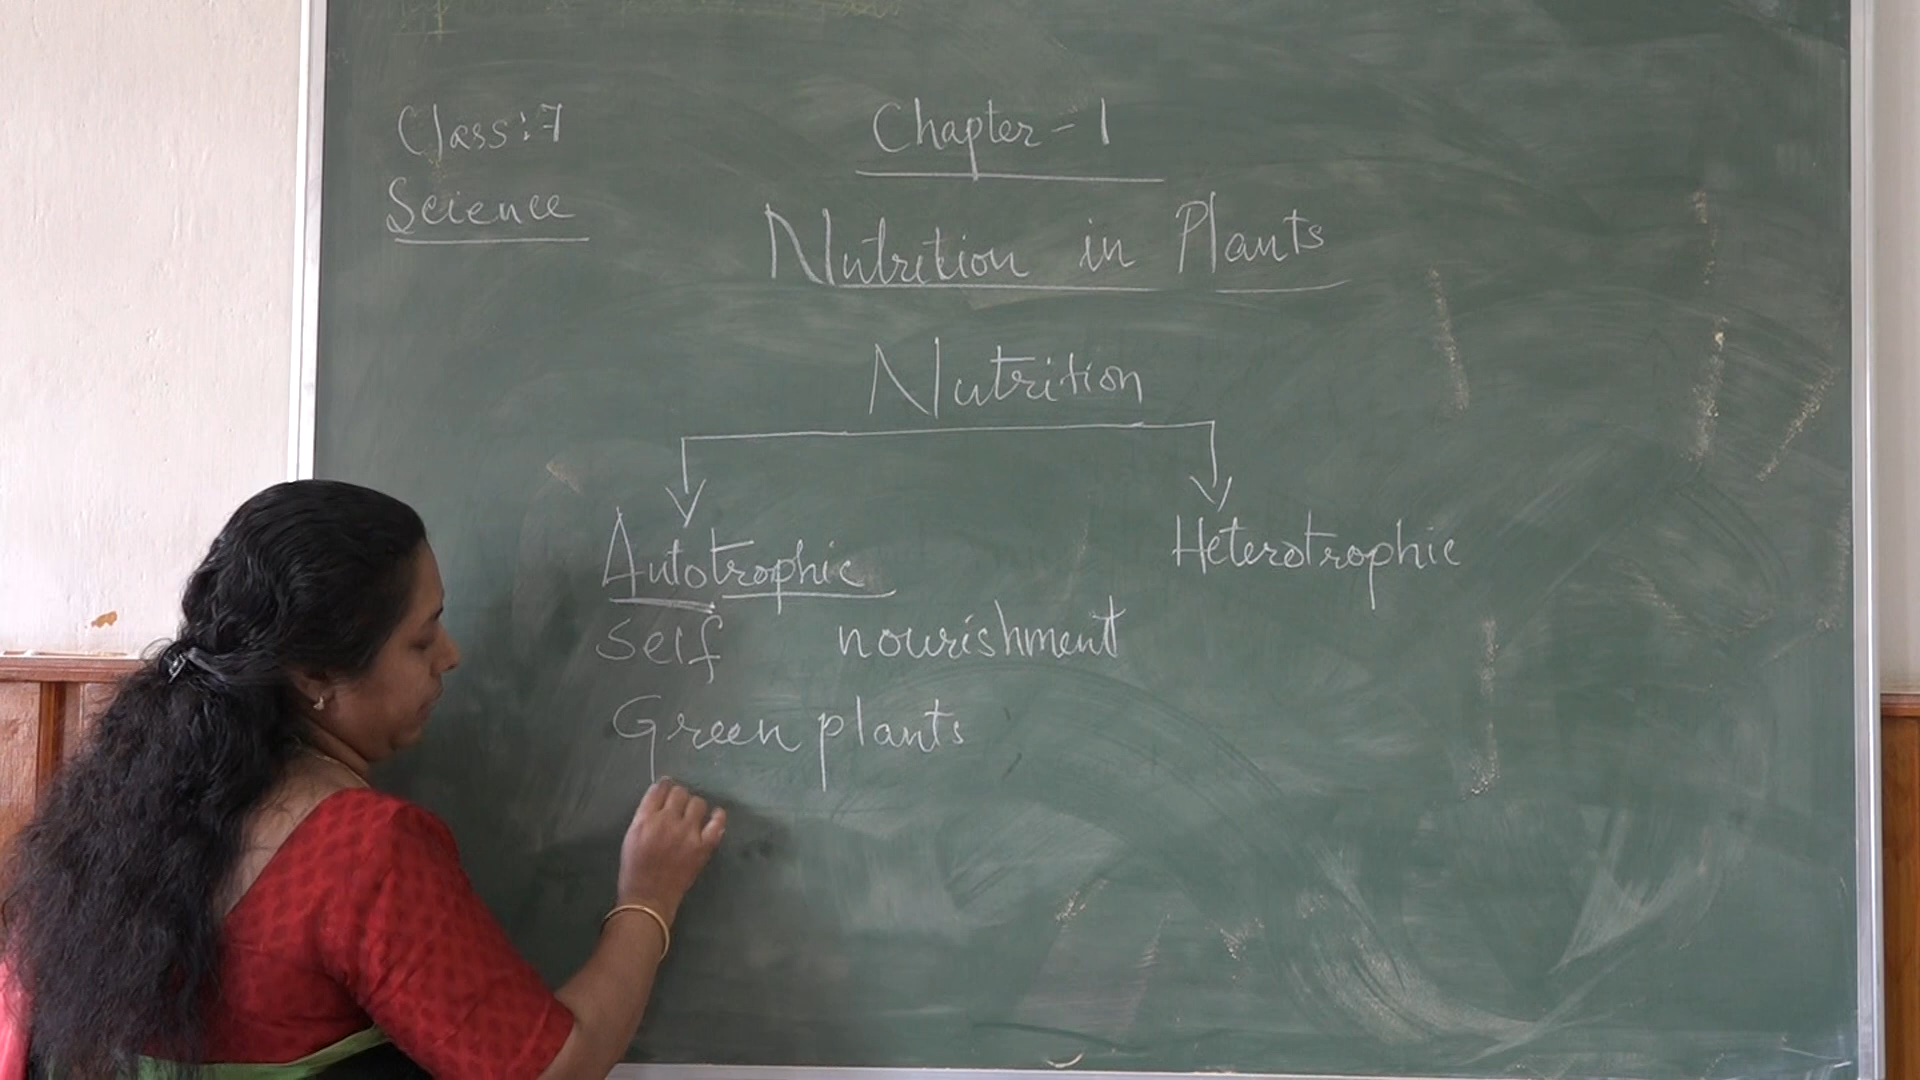 Class: 7
Science
Chapter - 1
Nutrition in Plants
Nutrition
Autotrophic
Heterotrophic
Self nourishment
Green plants